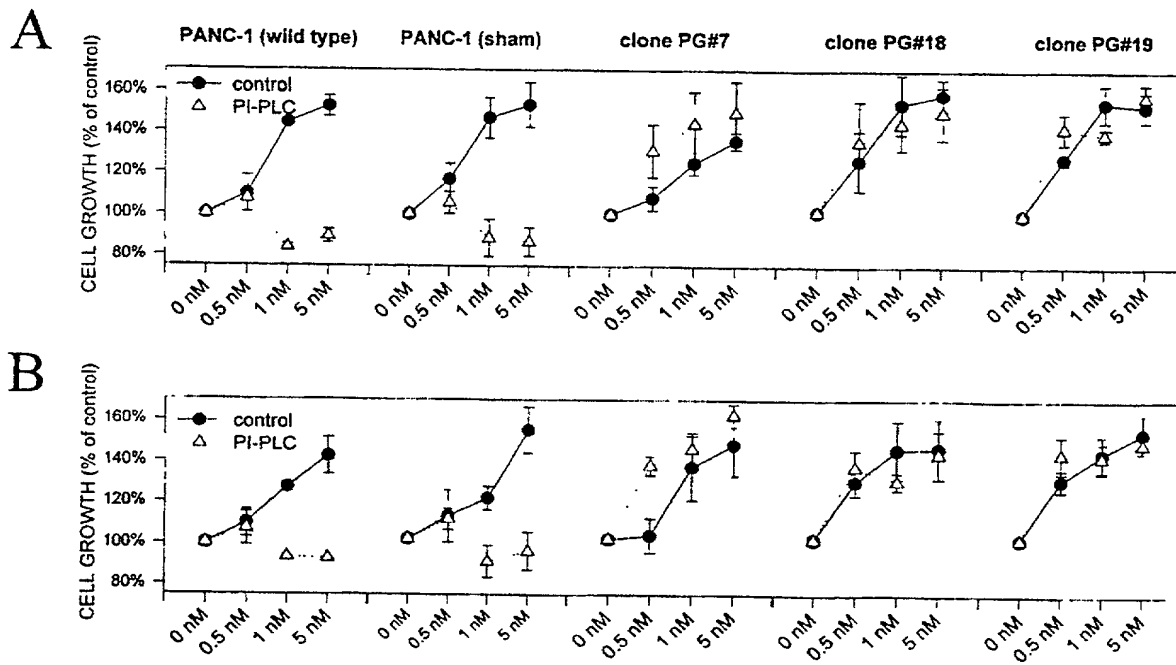 A
PANC-1 (wild type) PANC-1 (sham) clone PG#7 clone PG#18 clone PG#19
CELL GROWTH (% of control)
160%
140%
120%
100%
80%
control
PI-PLC
0 nM 0.5 nM 1 nM 5 nM 0 nM 0.5 nM 1 nM 5 nM 0 nM 0.5 nM 1 nM 5 nM 0 nM 0.5 nM 1 nM 5 nM 0 nM 0.5 nM 1 nM 5 nM
B
CELL GROWTH (% of control)
160%
140%
120%
100%
80%
control
PI-PLC
0 nM 0.5 nM 1 nM 5 nM 0 nM 0.5 nM 1 nM 5 nM 0 nM 0.5 nM 1 nM 5 nM 0 nM 0.5 nM 1 nM 5 nM 0 nM 0.5 nM 1 nM 5 nM